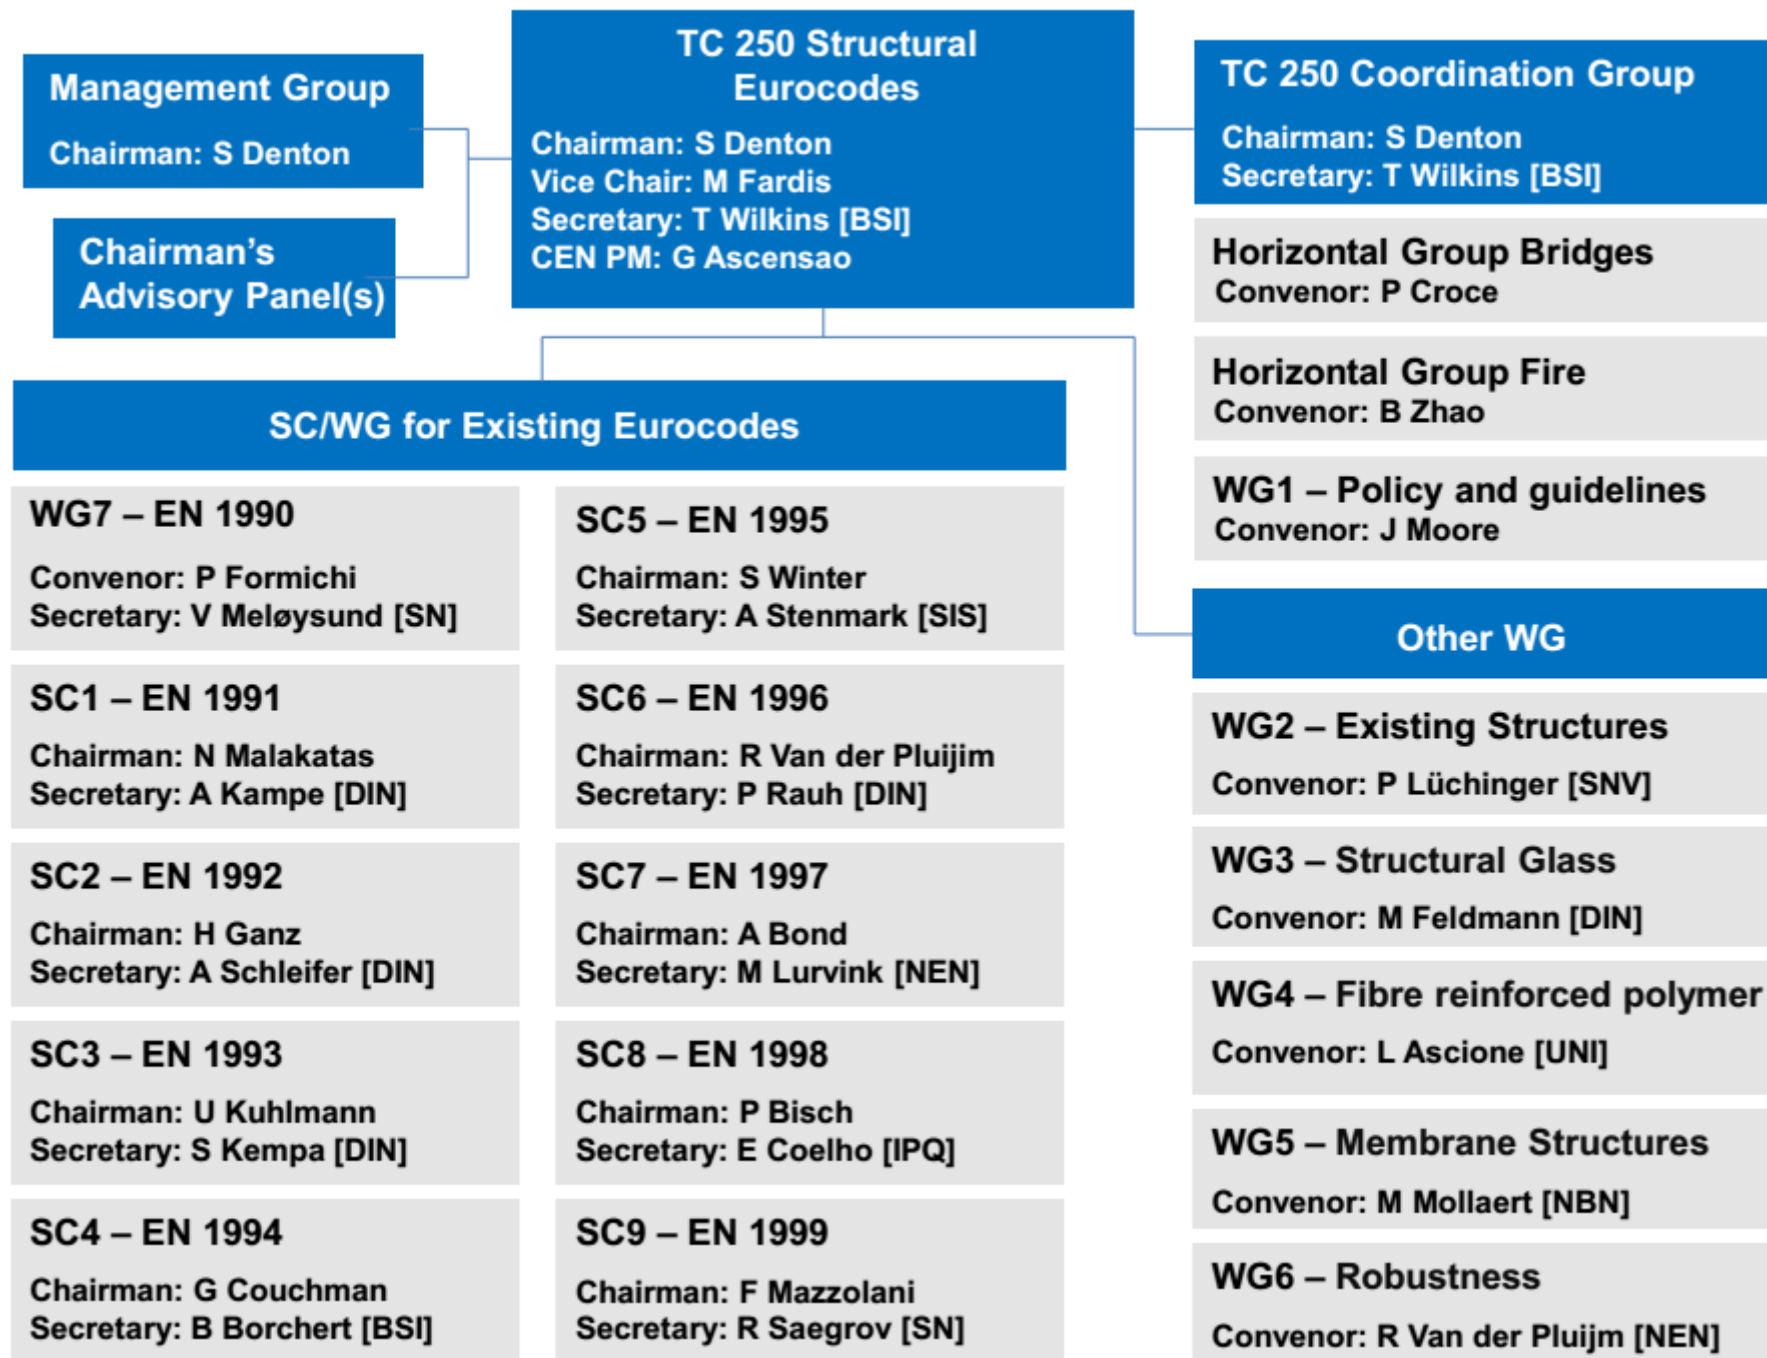 Management Group
Chairman: S Denton
Chairman's
Advisory Panel(s)
TC 250 Structural
Eurocodes
Chairman: S Denton
Vice Chair: M Fardis
Secretary: T Wilkins [BSI]
CEN PM: G Ascensao
TC 250 Coordination Group
Chairman: S Denton
Secretary: T Wilkins [BSI]
Horizontal Group Bridges
Convenor: P Croce
Horizontal Group Fire
Convenor: B Zhao
WG1 – Policy and guidelines
Convenor: J Moore
SC/WG for Existing Eurocodes
WG7 – EN 1990
Convenor: P Formichi
Secretary: V Meløysund [SN]
SC1 – EN 1991
Chairman: N Malakatas
Secretary: A Kampe [DIN]
SC2 – EN 1992
Chairman: H Ganz
Secretary: A Schleifer [DIN]
SC3 – EN 1993
Chairman: U Kuhlmann
Secretary: S Kempa [DIN]
SC4 – EN 1994
Chairman: G Couchman
Secretary: B Borchert [BSI]
SC5 – EN 1995
Chairman: S Winter
Secretary: A Stenmark [SIS]
SC6 – EN 1996
Chairman: R Van der Pluijim
Secretary: P Rauh [DIN]
SC7 – EN 1997
Chairman: A Bond
Secretary: M Lurvink [NEN]
SC8 – EN 1998
Chairman: P Bisch
Secretary: E Coelho [IPQ]
SC9 – EN 1999
Chairman: F Mazzolani
Secretary: R Saegrov [SN]
Other WG
WG2 – Existing Structures
Convenor: P Lüchinger [SNV]
WG3 – Structural Glass
Convenor: M Feldmann [DIN]
WG4 – Fibre reinforced polymer
Convenor: L Ascione [UNI]
WG5 – Membrane Structures
Convenor: M Mollaert [NBN]
WG6 – Robustness
Convenor: R Van der Pluijm [NEN]